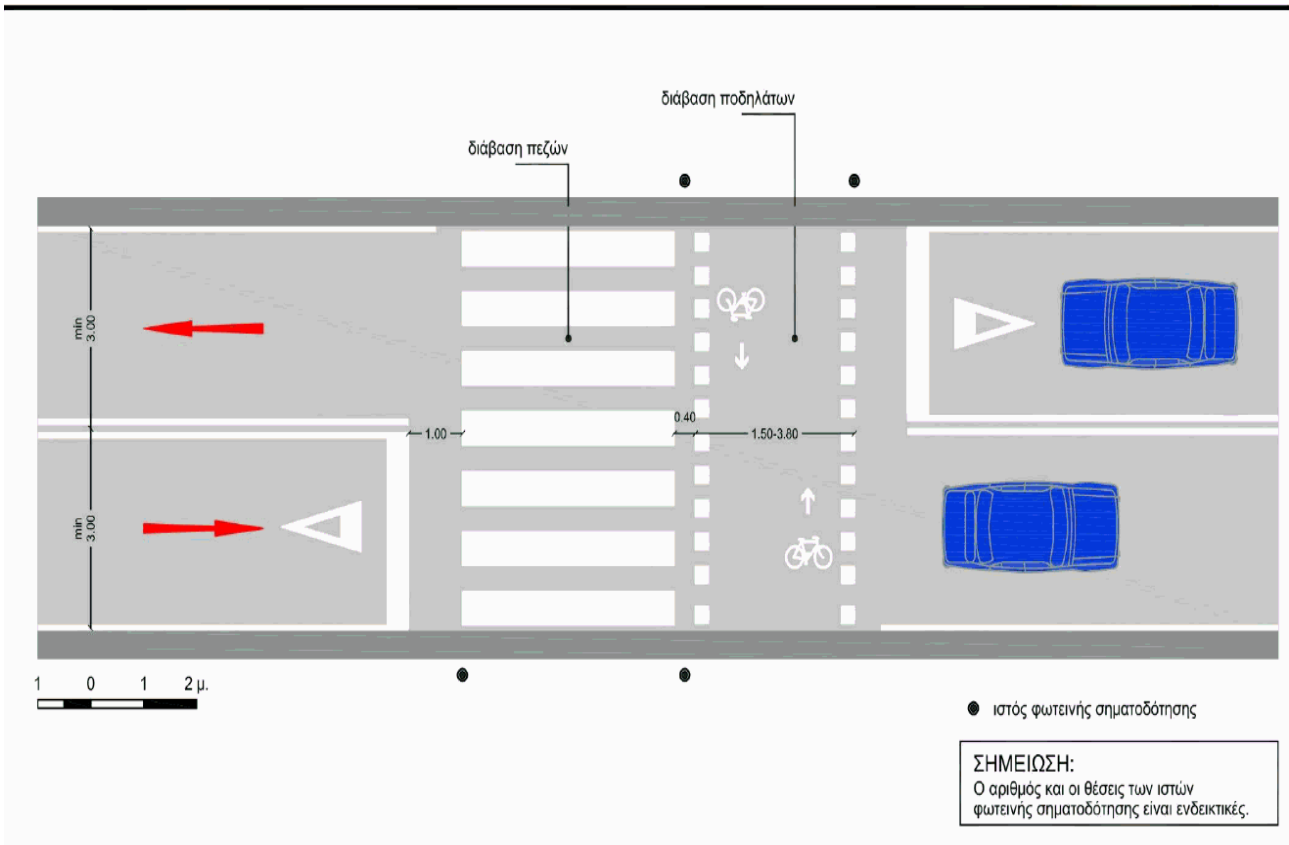 διάβαση ποδηλάτων
διάβαση πεζών
min
3.00
0.40
1.00
1.50-3.80
min
3.00
1 0 1 2 μ.
ιστός φωτεινής σηματοδότησης
ΣΗΜΕΙΩΣΗ:
Ο αριθμός και οι θέσεις των ιστών
φωτεινής σηματοδότησης είναι ενδεικτικές.